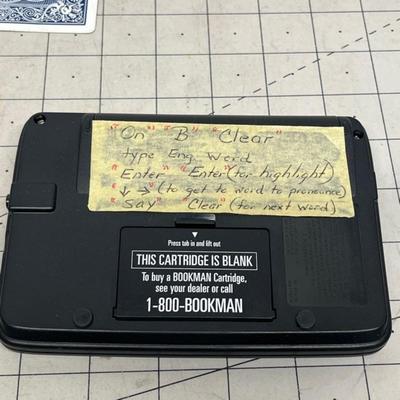 "On" "B" "Clear"
type Eng. Word
"Enter" "Enter" (for highlight)
"↓ →" (to get to word to pronounce)
"Say" "Clear" (for next word)
Press tab in and lift out
THIS CARTRIDGE IS BLANK
To buy a BOOKMAN Cartridge,
see your dealer or call
1-800-BOOKMAN